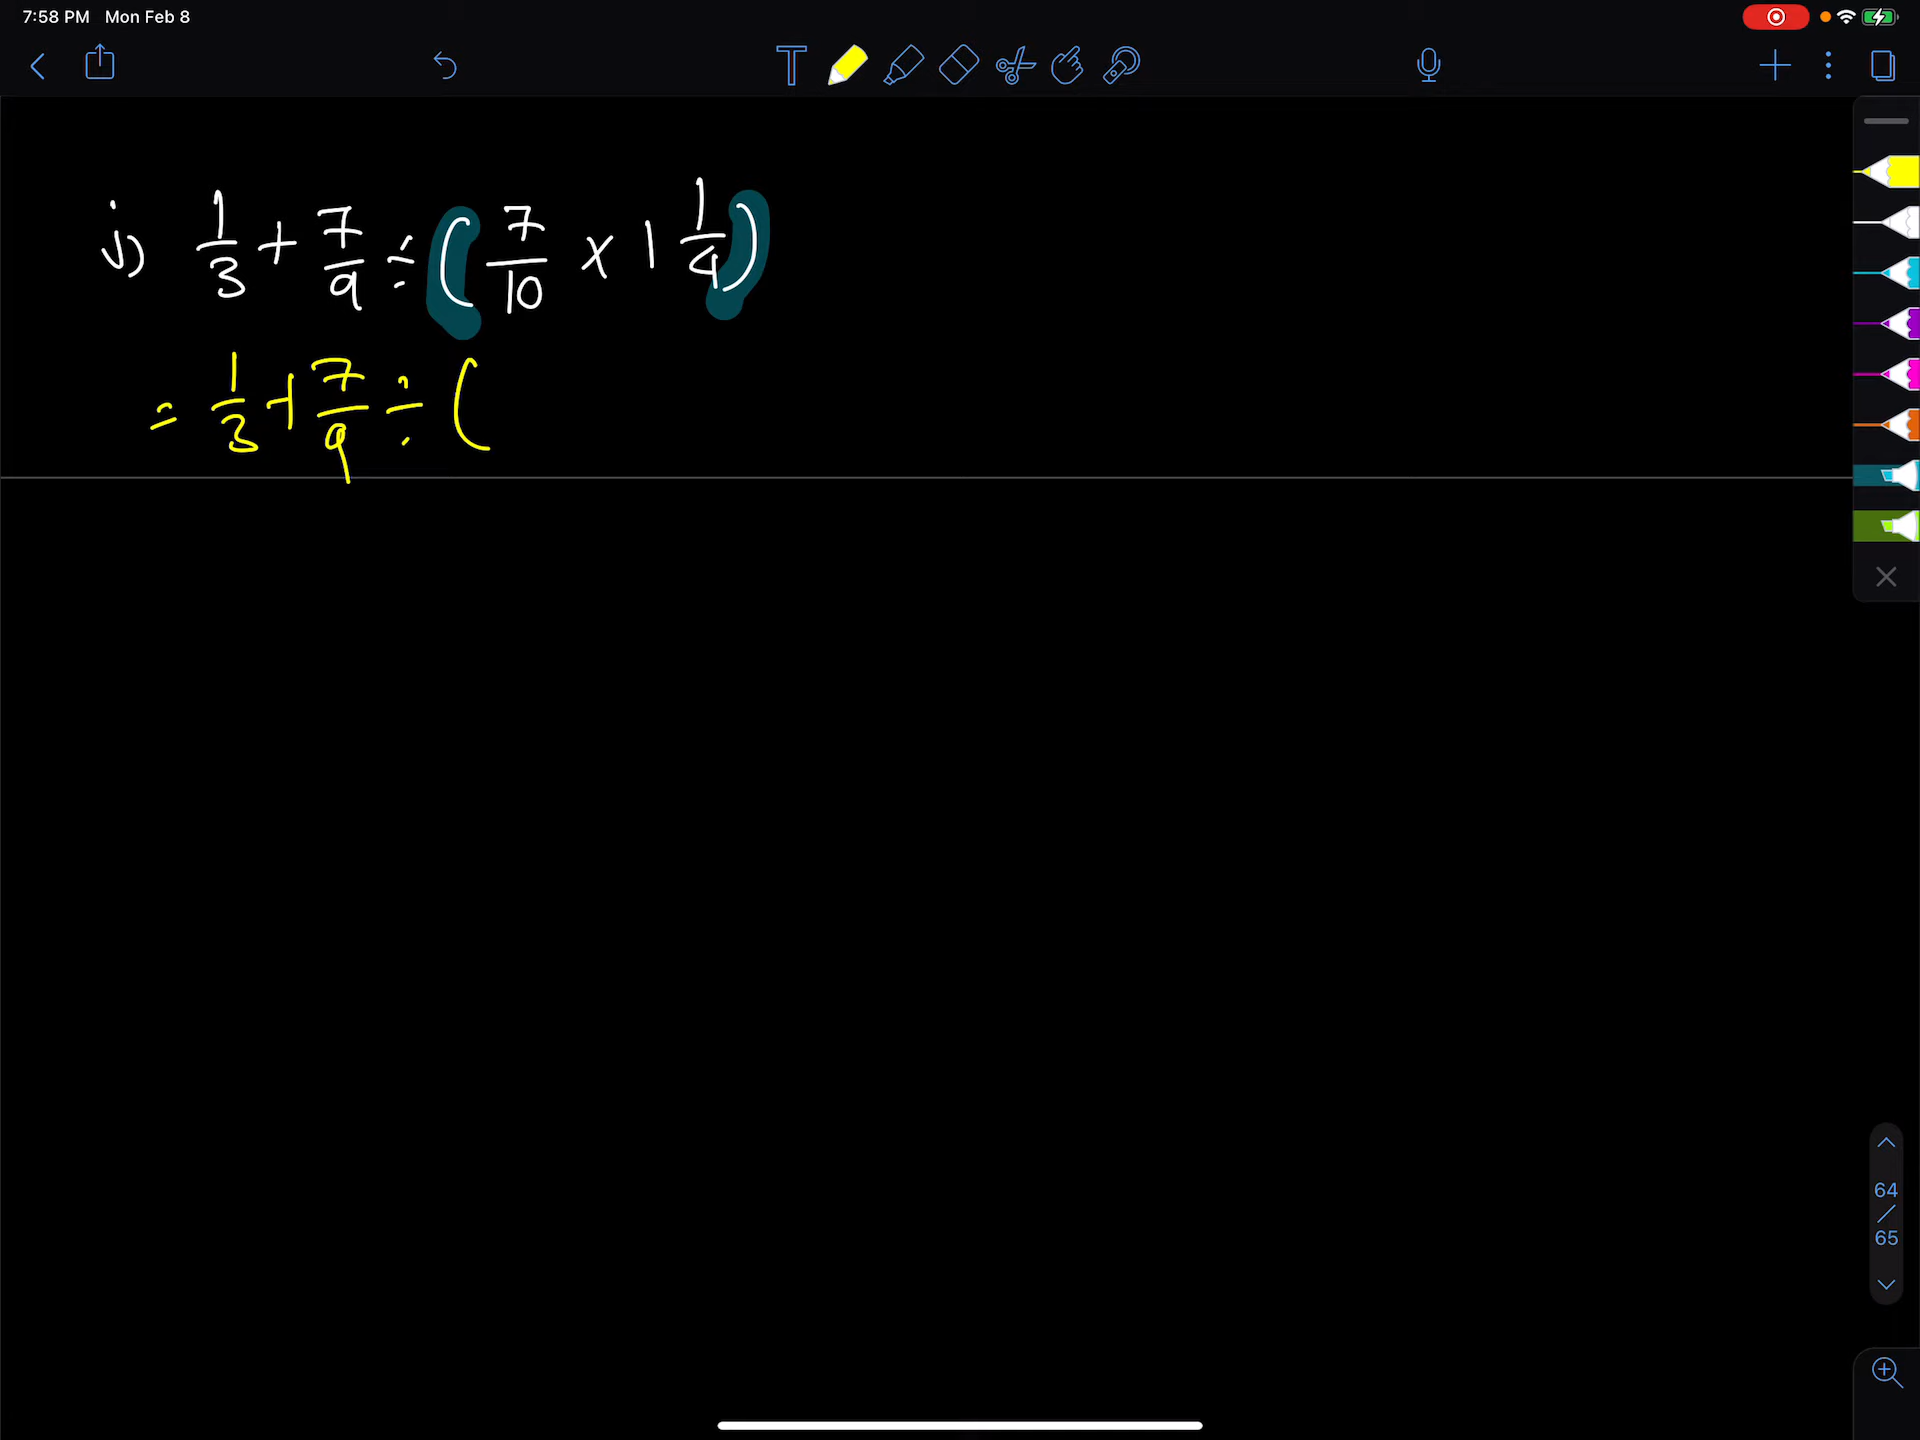 7:58 PM Mon Feb 8
T
j) 1/3 + 7/9 ÷ ( 7/10 × 1 1/4 )
= 1/3 + 7/9 ÷ (
64
/
65